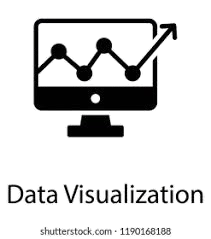 Data Visualization
shutterstock.com · 1190168188